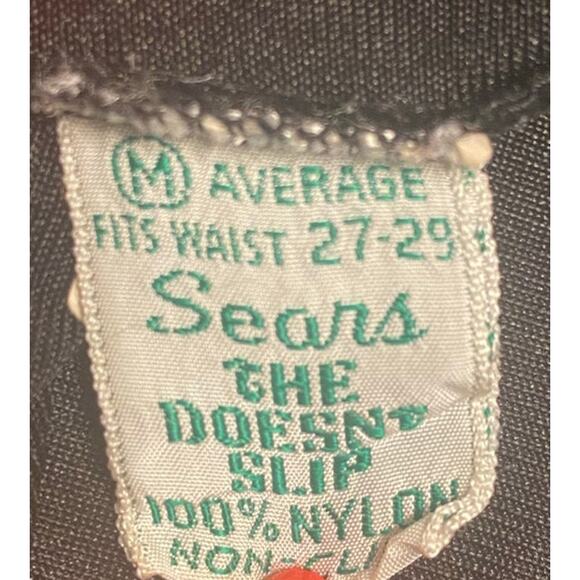 M AVERAGE
FITS WAIST 27-29
Sears
THE
DOESN'T
SLIP
100% NYLON